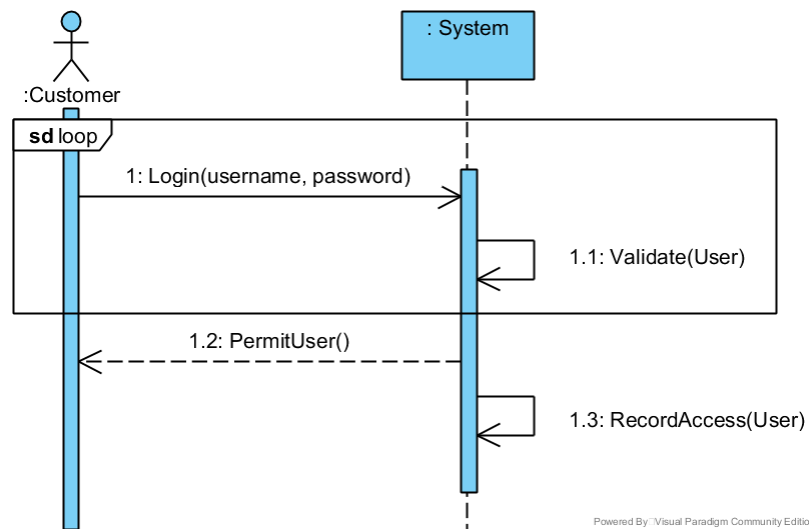 : System
:Customer
sd loop
1: Login(username, password)
1.1: Validate(User)
1.2: PermitUser()
1.3: RecordAccess(User)
Powered By Visual Paradigm Community Editio